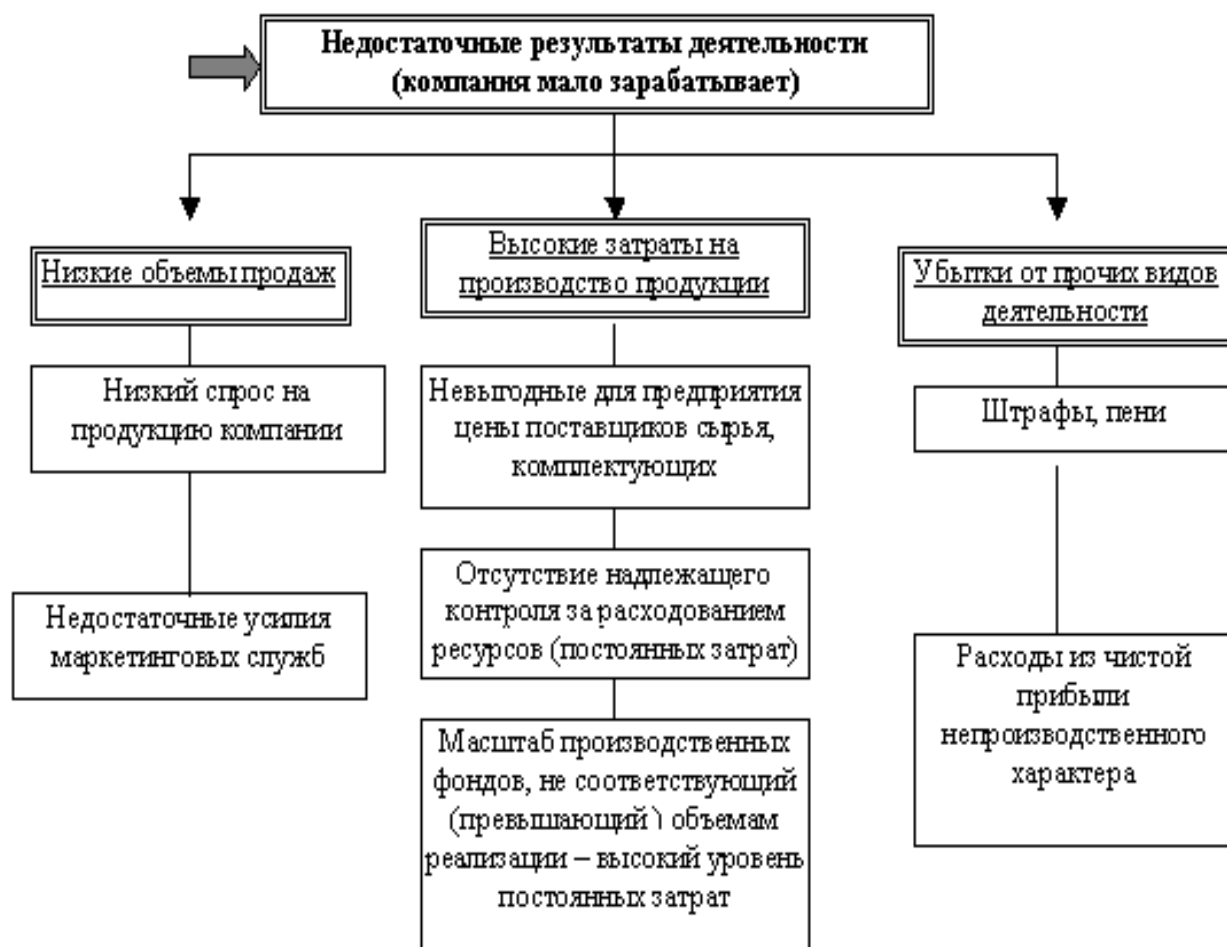 Недостаточные результаты деятельности
(компания мало зарабатывает)
Низкие объемы продаж
Низкий спрос на
продукцию компании
Недостаточные усилия
маркетинговых служб
Высокие затраты на
производство продукции
Невыгодные для предприятия
цены поставщиков сырья,
комплектующих
Отсутствие надлежащего
контроля за расходованием
ресурсов (постоянных затрат)
Масштаб производственных
фондов, не соответствующий
(превышающий ) объемам
реализации – высокий уровень
постоянных затрат
Убытки от прочих видов
деятельности
Штрафы, пени
Расходы из чистой
прибыли
непроизводственного
характера